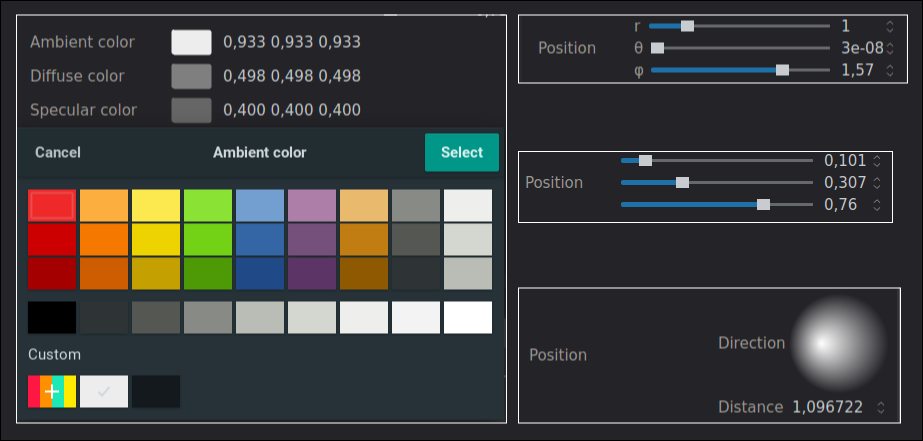 Ambient color 0,933 0,933 0,933
Diffuse color 0,498 0,498 0,498
Specular color 0,400 0,400 0,400
Cancel Ambient color Select
Custom
r 1
Position θ 3e-08
φ 1,57
0,101
Position 0,307
0,76
Direction
Position
Distance 1,096722